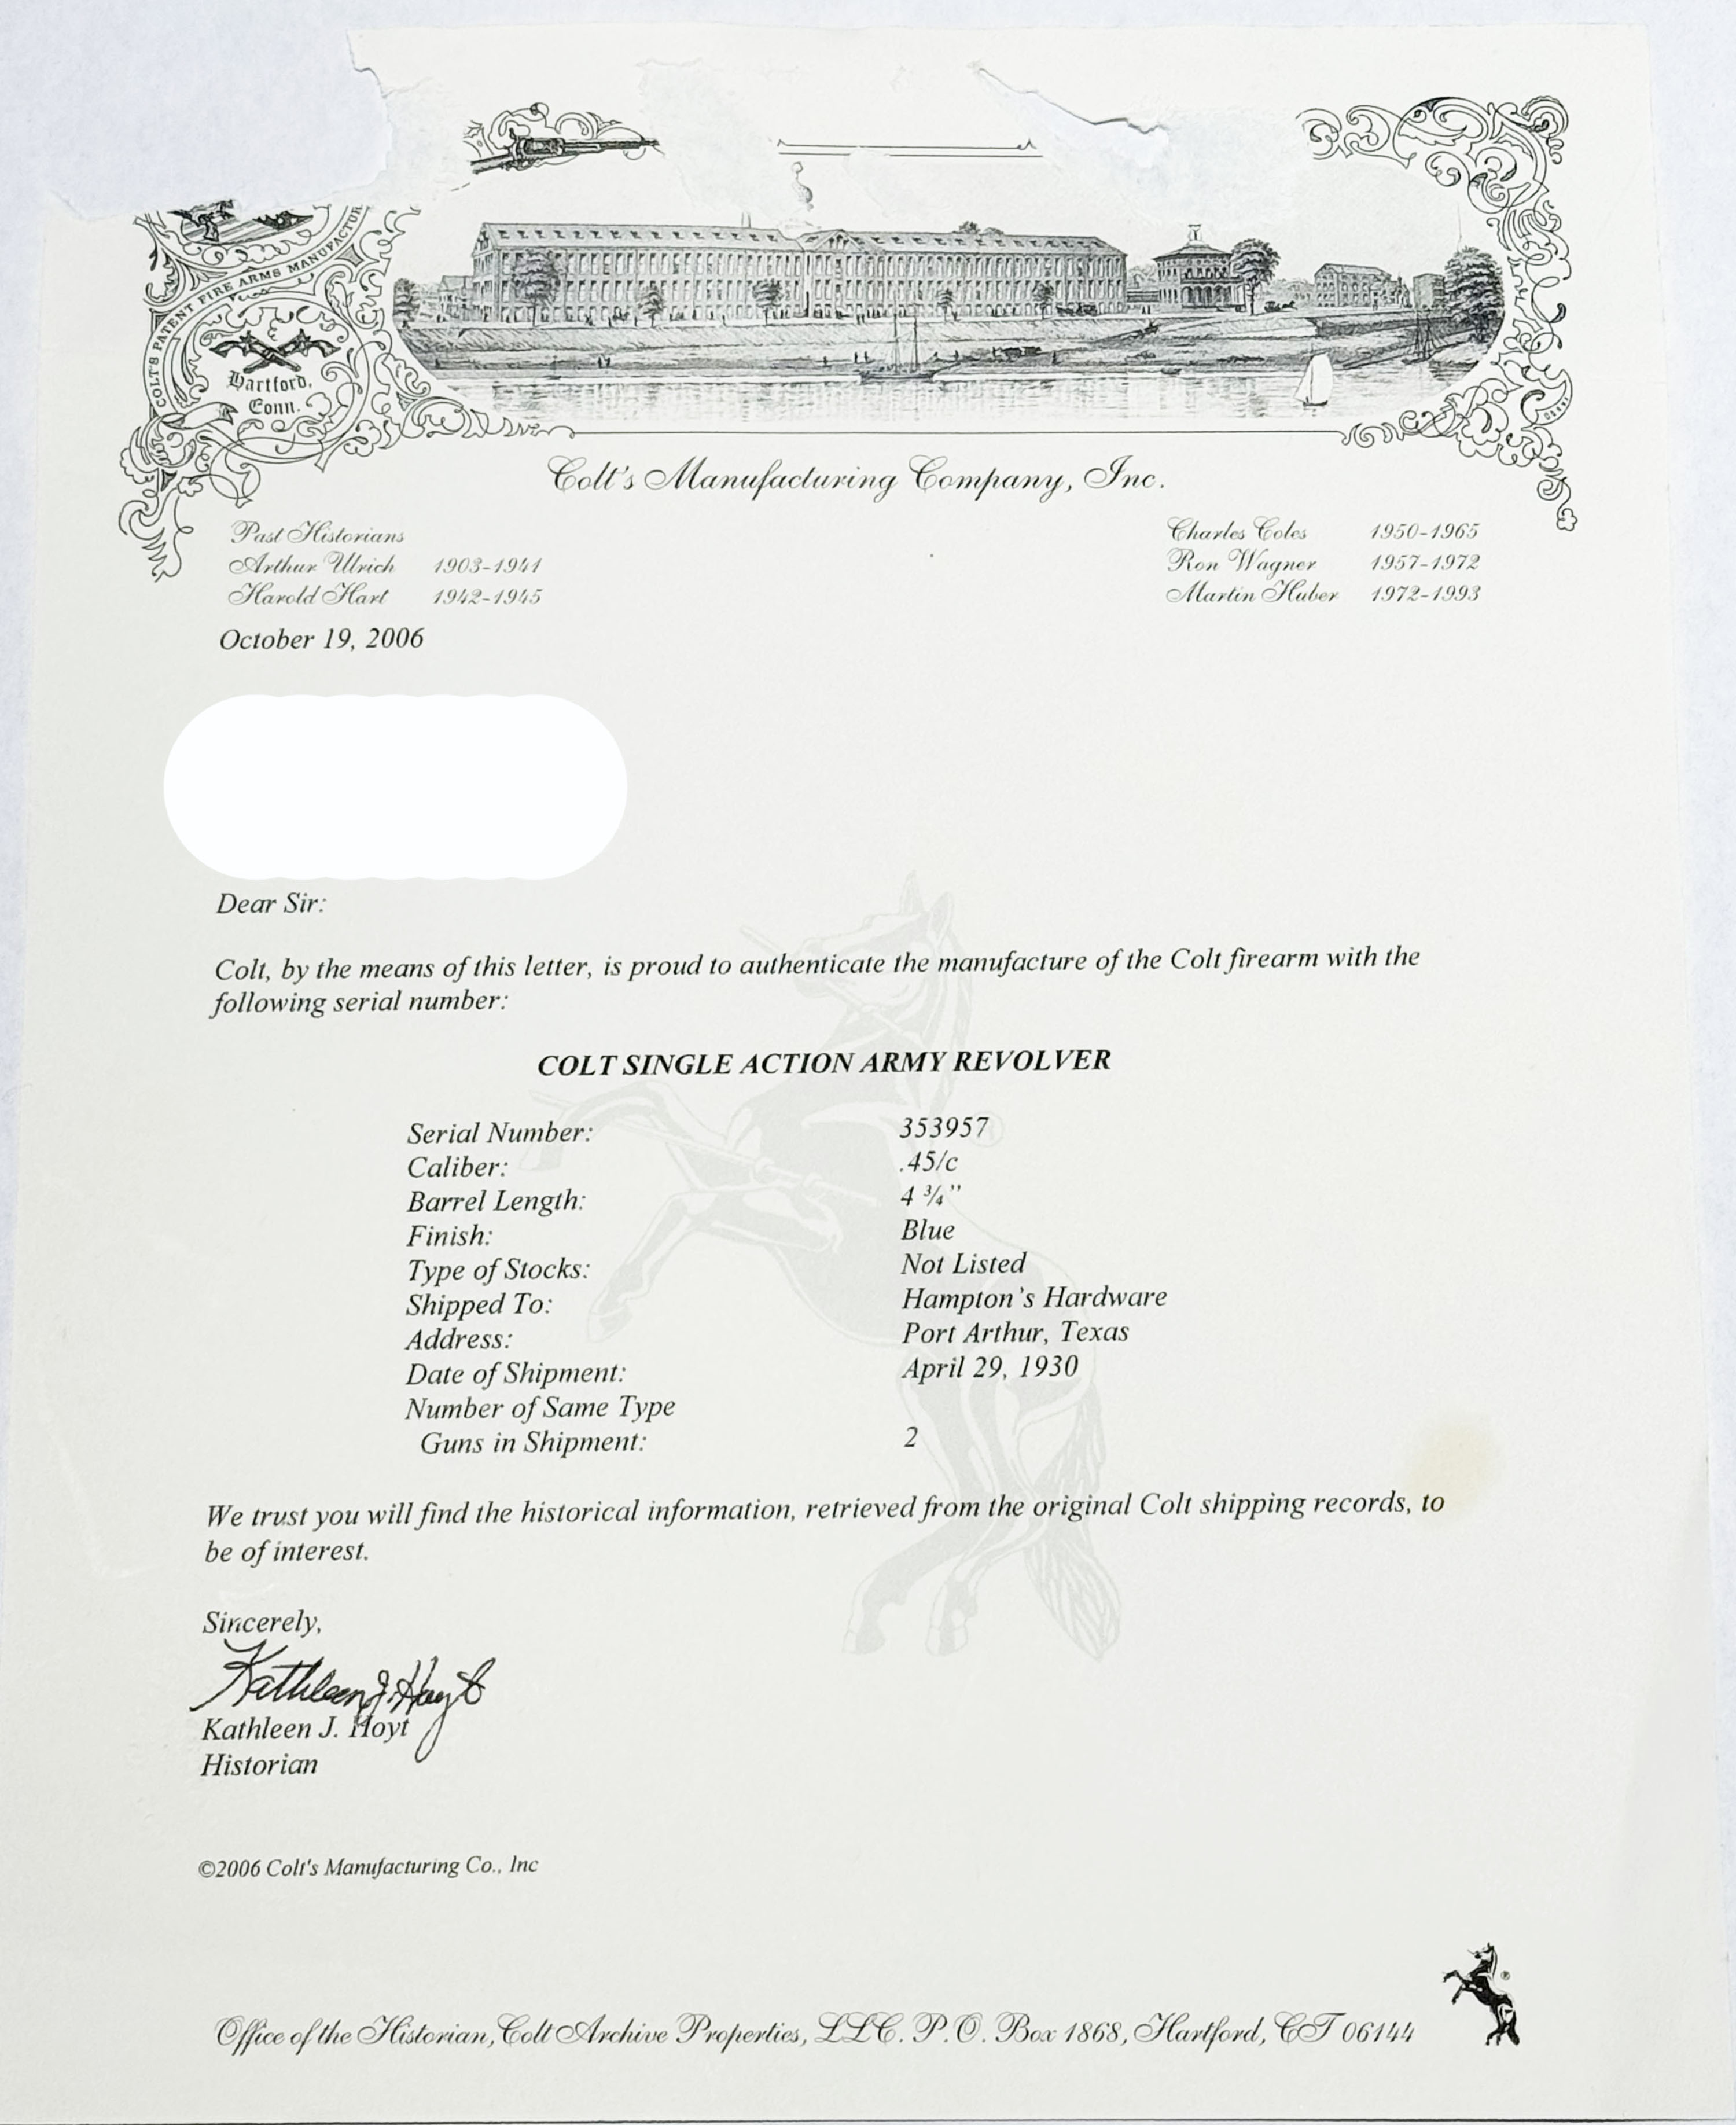 COLT'S PATENT FIRE ARMS MANUFACTUR
Hartford,
Conn.
Colt's Manufacturing Company, Inc.
Past Historians
Arthur Ulrich 1903-1941
Harold Hart 1942-1945
Charles Coles 1950-1965
Ron Wagner 1957-1972
Martin Huber 1972-1993
October 19, 2006
Dear Sir:
Colt, by the means of this letter, is proud to authenticate the manufacture of the Colt firearm with the
following serial number:
COLT SINGLE ACTION ARMY REVOLVER
Serial Number: 353957
Caliber: .45/c
Barrel Length: 4 ¾”
Finish: Blue
Type of Stocks: Not Listed
Shipped To: Hampton’s Hardware
Address: Port Arthur, Texas
Date of Shipment: April 29, 1930
Number of Same Type
Guns in Shipment: 2
We trust you will find the historical information, retrieved from the original Colt shipping records, to
be of interest.
Sincerely,
Kathleen J. Hoyt
Kathleen J. Hoyt
Historian
©2006 Colt's Manufacturing Co., Inc
Office of the Historian, Colt Archive Properties, LLC. P.O. Box 1868, Hartford, CT 06144